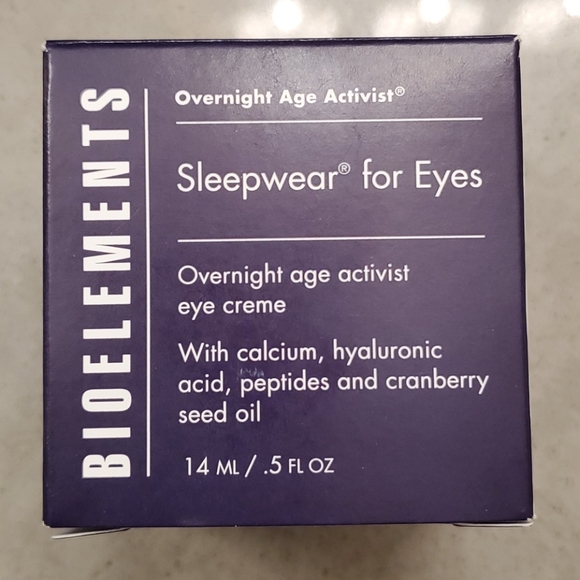 BIOELEMENTS
Overnight Age Activist®
Sleepwear® for Eyes
Overnight age activist
eye creme
With calcium, hyaluronic
acid, peptides and cranberry
seed oil
14 ML / .5 FL OZ